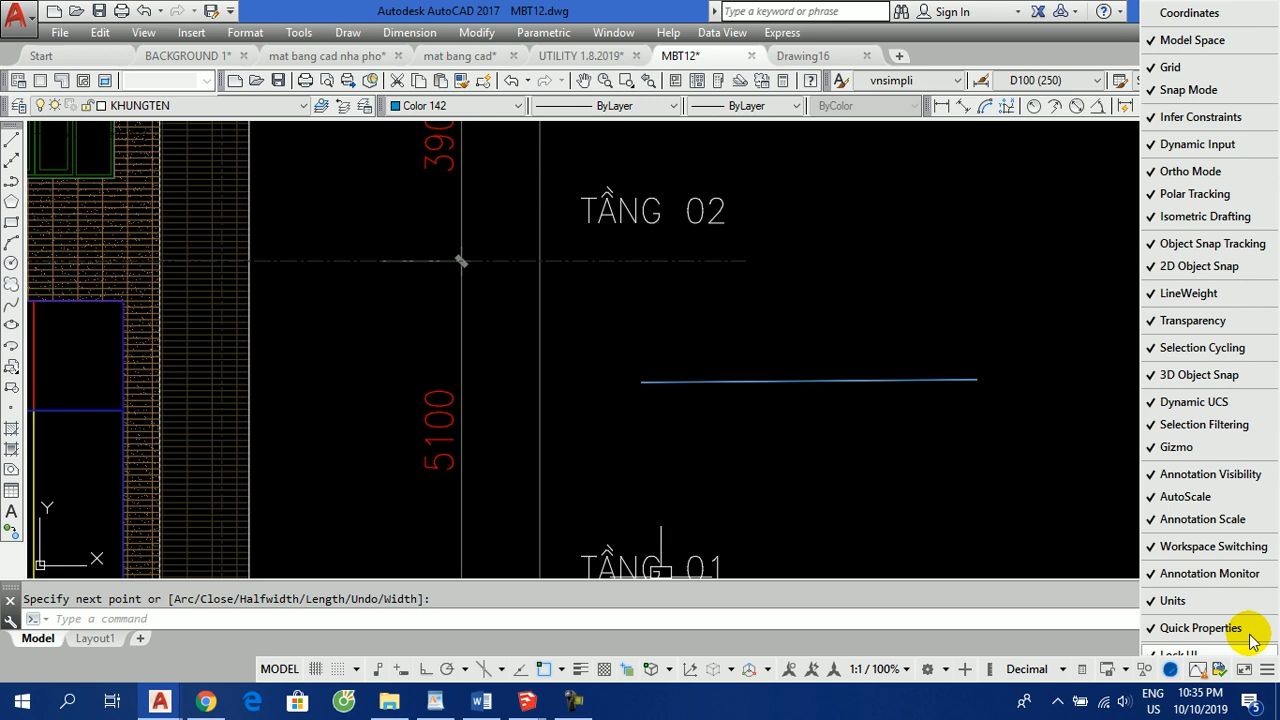 Autodesk AutoCAD 2017 MBT12.dwg
Type a keyword or phrase
Sign In
File Edit View Insert Format Tools Draw Dimension Modify Parametric Window Help Data View Express
Start BACKGROUND 1* mat bang cad nha pho* mat bang cad* UTILITY 1.8.2019* MBT12* Drawing16
vnsimpli D100 (250)
KHUNGTEN Color 142 ByLayer ByLayer ByColor
390
TẦNG 02
5100
TẦNG 01
Y
X
Specify next point or [Arc/Close/Halfwidth/Length/Undo/Width]:
Type a command
Model Layout1
MODEL 1:1 / 100% Decimal
Coordinates
Model Space
Grid
Snap Mode
Infer Constraints
Dynamic Input
Ortho Mode
Polar Tracking
Isometric Drafting
Object Snap Tracking
2D Object Snap
LineWeight
Transparency
Selection Cycling
3D Object Snap
Dynamic UCS
Selection Filtering
Gizmo
Annotation Visibility
AutoScale
Annotation Scale
Workspace Switching
Annotation Monitor
Units
Quick Properties
Lock UI
ENG
US
10:35 PM
10/10/2019
5